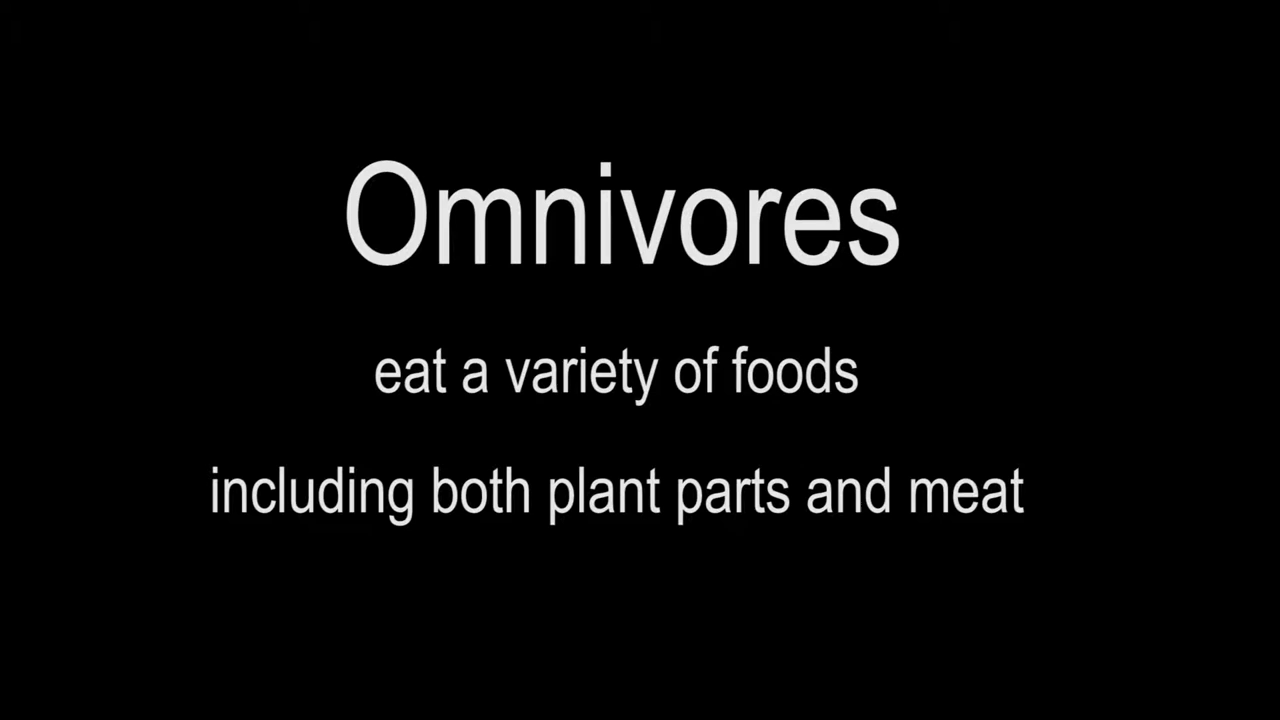 Omnivores
eat a variety of foods
including both plant parts and meat